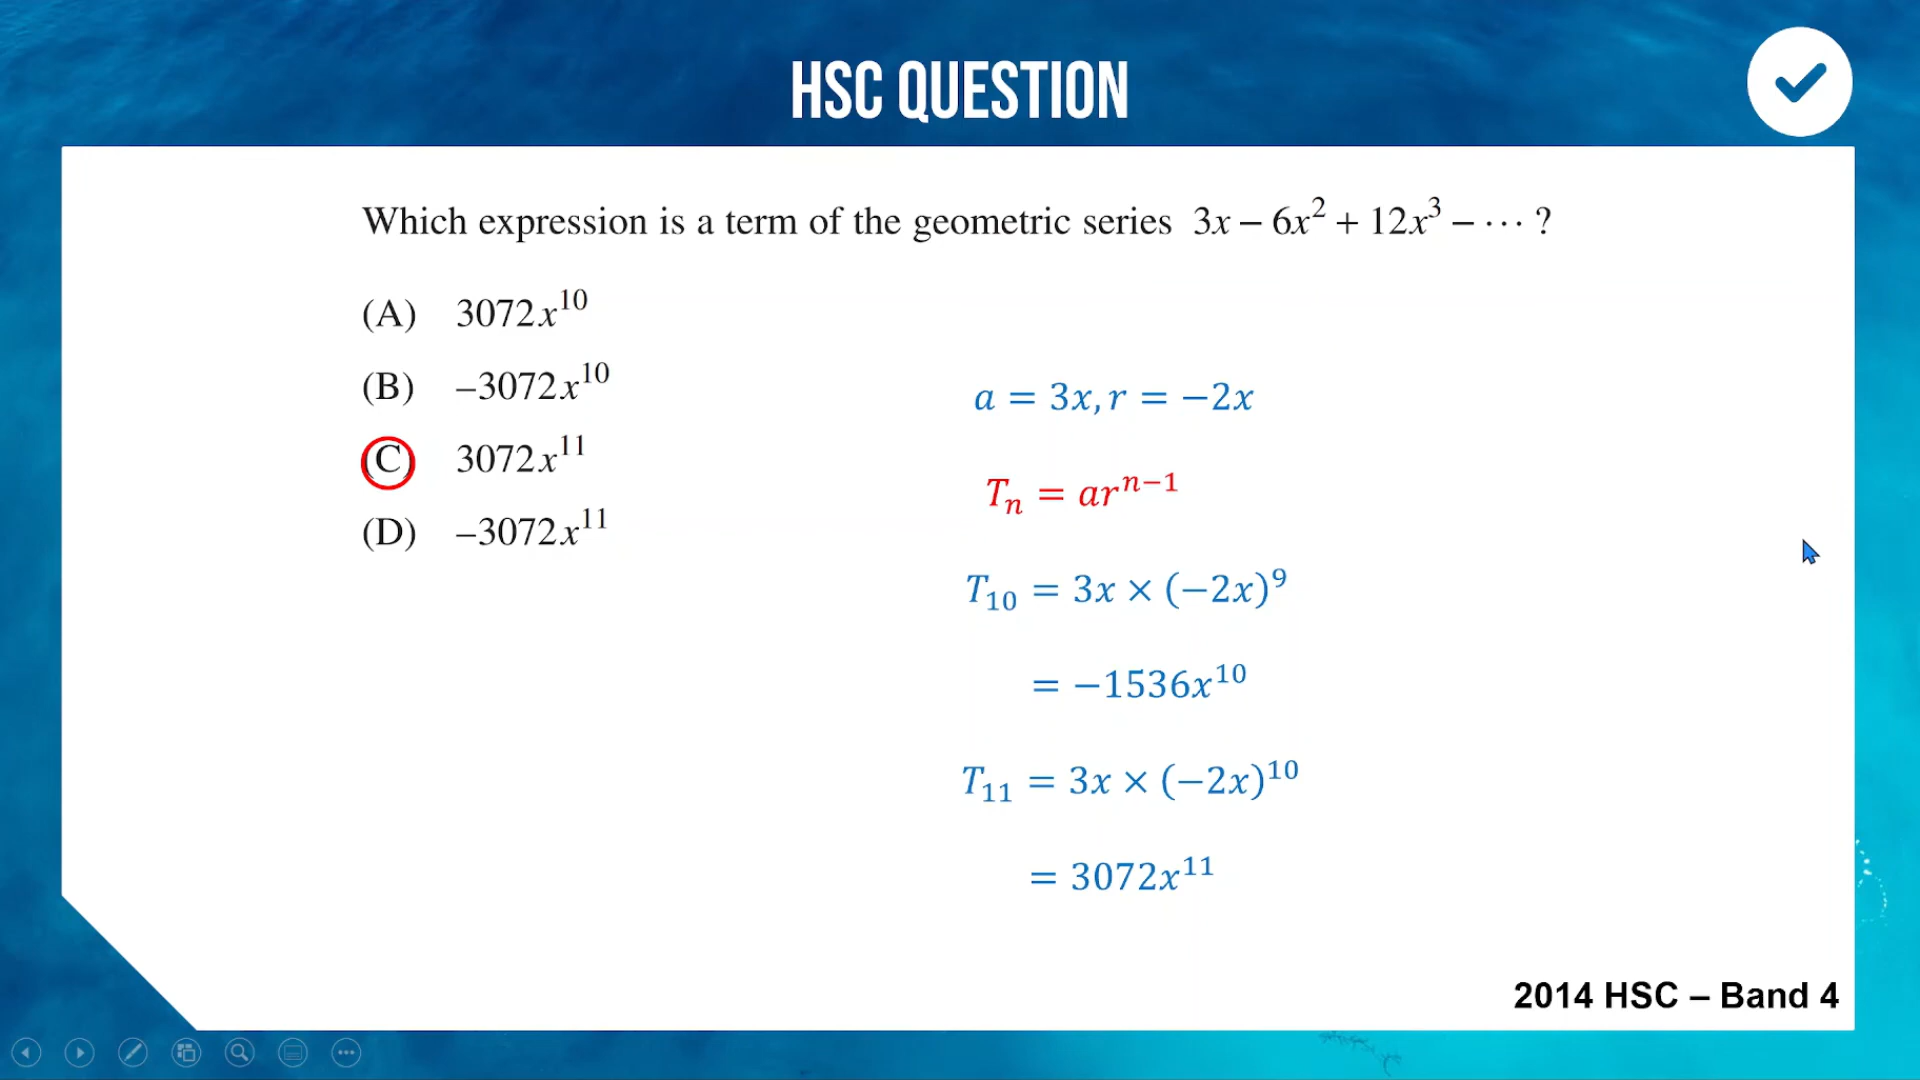 HSC QUESTION
Which expression is a term of the geometric series 3x – 6x² + 12x³ – ⋯ ?
(A) 3072x¹⁰
(B) –3072x¹⁰
(C) 3072x¹¹
(D) –3072x¹¹
a = 3x, r = −2x
Tₙ = arⁿ⁻¹
T₁₀ = 3x × (−2x)⁹
= −1536x¹⁰
T₁₁ = 3x × (−2x)¹⁰
= 3072x¹¹
2014 HSC – Band 4